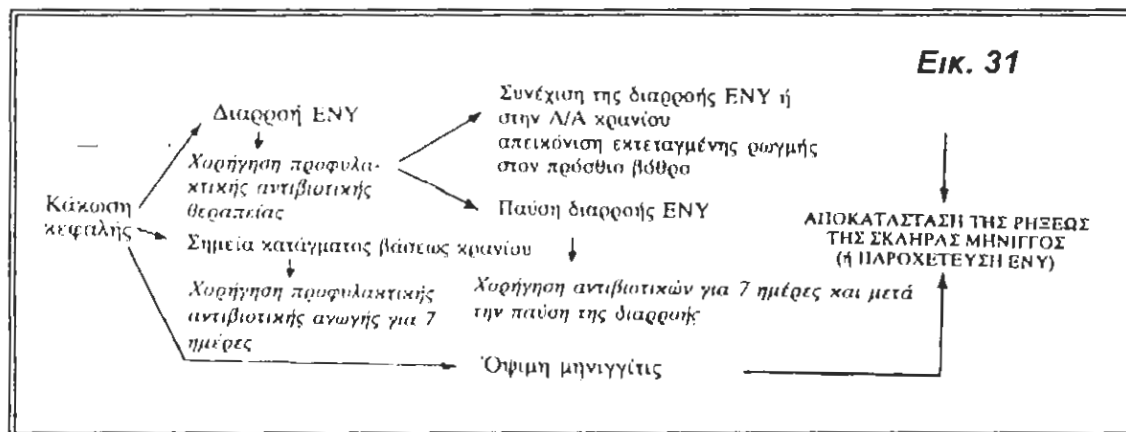 Εικ. 31
Διαρροή ΕΝΥ
Χορήγηση προφυλα-
κτικής αντιβιοτικής
θεραπείας
Συνέχιση της διαρροής ΕΝΥ ή
στην Λ/Α κρανίου
απεικόνιση εκτεταγμένης ρωγμής
στον πρόσθιο βόθρο
Παύση διαρροής ΕΝΥ
Κάκωση
κεφαλής
Σημεία κατάγματος βάσεως κρανίου
Χορήγηση προφυλακτικής
αντιβιοτικής αγωγής για 7
ημέρες
Χορήγηση αντιβιοτικών για 7 ημέρες και μετά
την παύση της διαρροής
Όψιμη μηνιγγίτις
ΑΠΟΚΑΤΑΣΤΑΣΗ ΤΗΣ ΡΗΞΕΩΣ
ΤΗΣ ΣΚΛΗΡΑΣ ΜΗΝΙΓΓΟΣ
(ή ΠΑΡΟΧΕΤΕΥΣΗ ΕΝΥ)